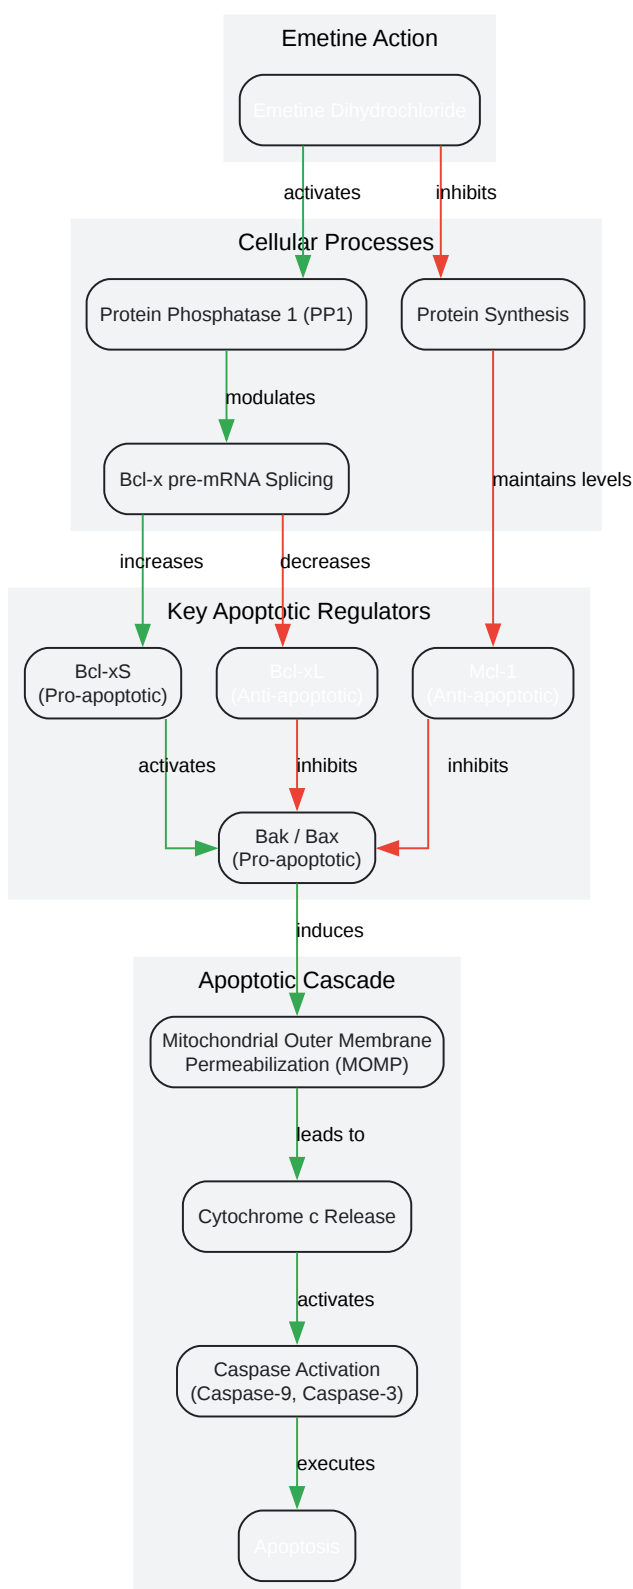 Emetine Action
Emetine Dihydrochloride
activates
inhibits
Cellular Processes
Protein Phosphatase 1 (PP1)
Protein Synthesis
modulates
Bcl-x pre-mRNA Splicing
maintains levels
increases
decreases
Key Apoptotic Regulators
Bcl-xS
(Pro-apoptotic)
Bcl-xL
(Anti-apoptotic)
Mcl-1
(Anti-apoptotic)
activates
inhibits
inhibits
Bak / Bax
(Pro-apoptotic)
induces
Apoptotic Cascade
Mitochondrial Outer Membrane
Permeabilization (MOMP)
leads to
Cytochrome c Release
activates
Caspase Activation
(Caspase-9, Caspase-3)
executes
Apoptosis